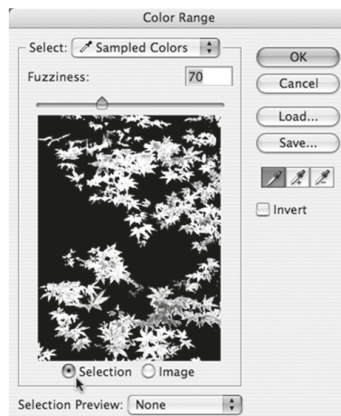 Color Range
Select: Sampled Colors
Fuzziness: 70
OK
Cancel
Load...
Save...
Invert
Selection Image
Selection Preview: None